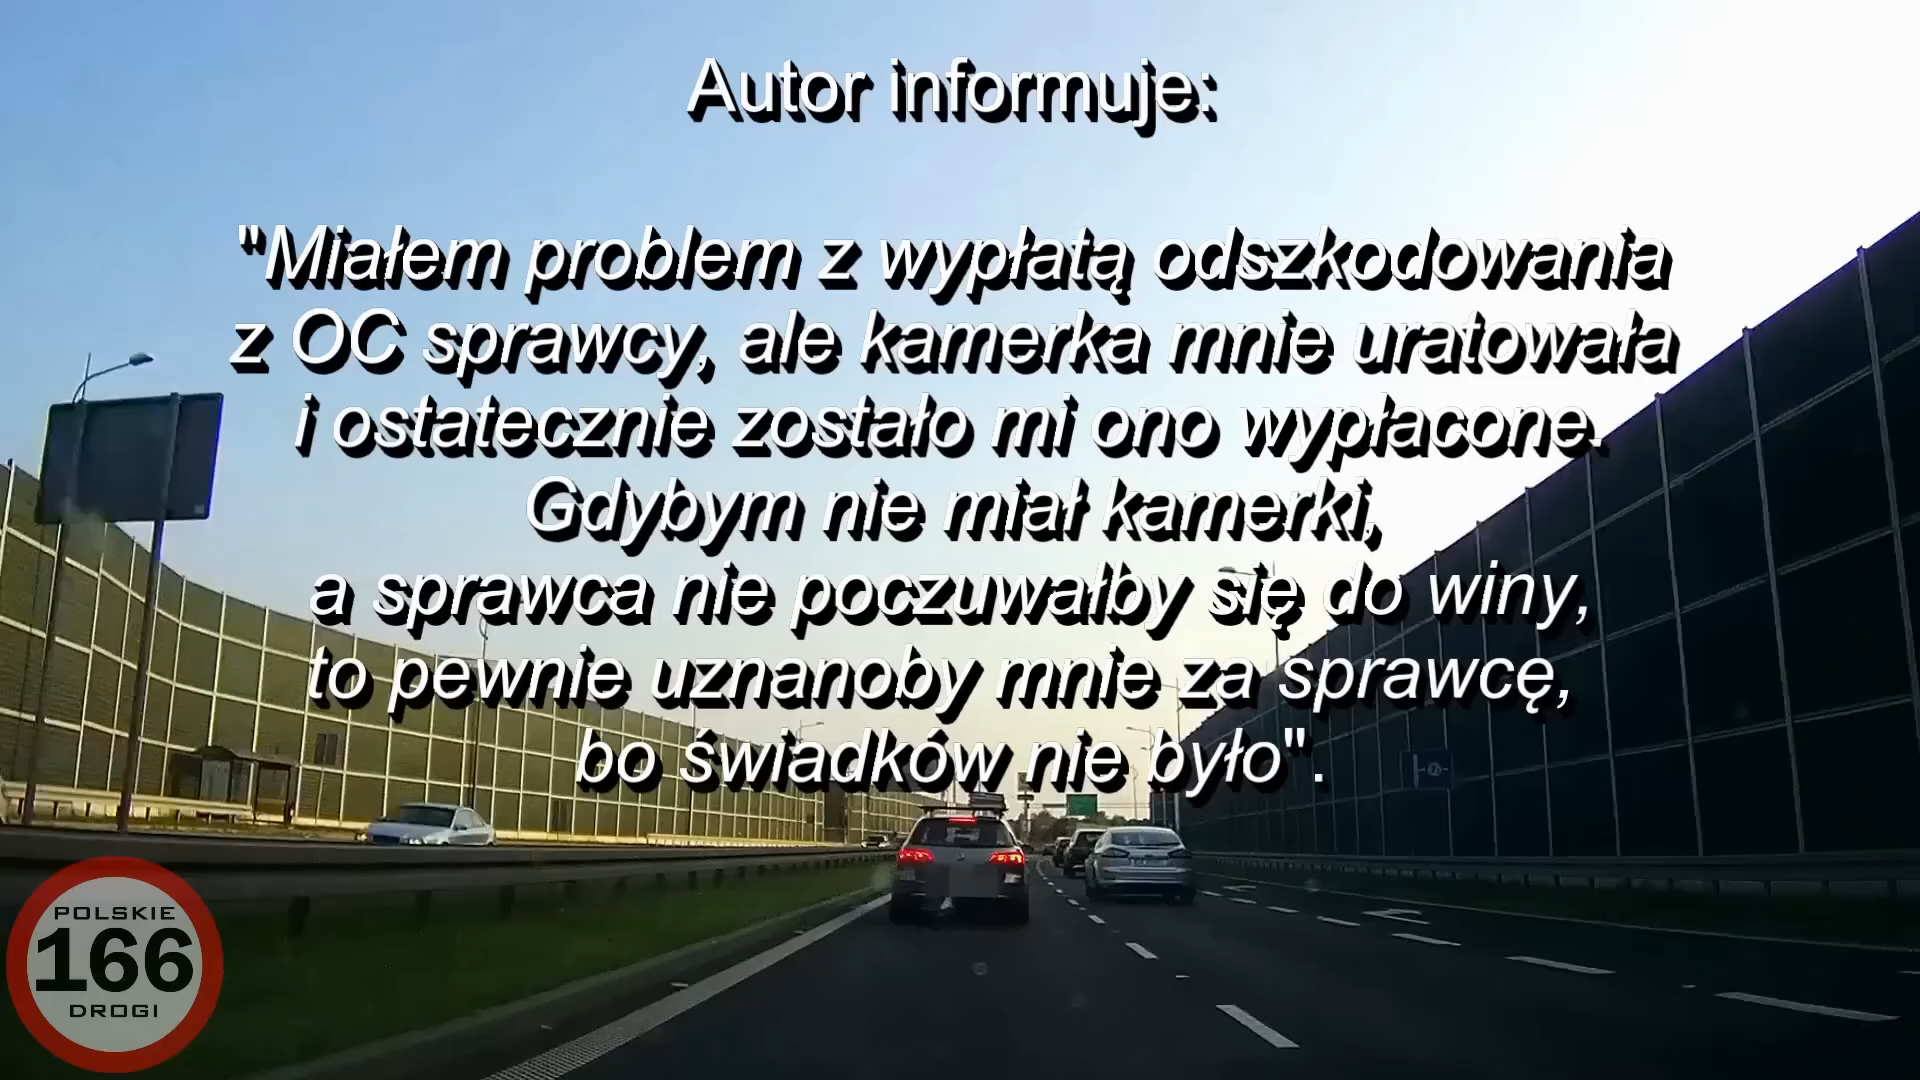 Autor informuje:
"Miałem problem z wypłatą odszkodowania
z OC sprawcy, ale kamerka mnie uratowała
i ostatecznie zostało mi ono wypłacone.
Gdybym nie miał kamerki,
a sprawca nie poczuwałby się do winy,
to pewnie uznanoby mnie za sprawcę,
bo świadków nie było".
POLSKIE
166
DROGI